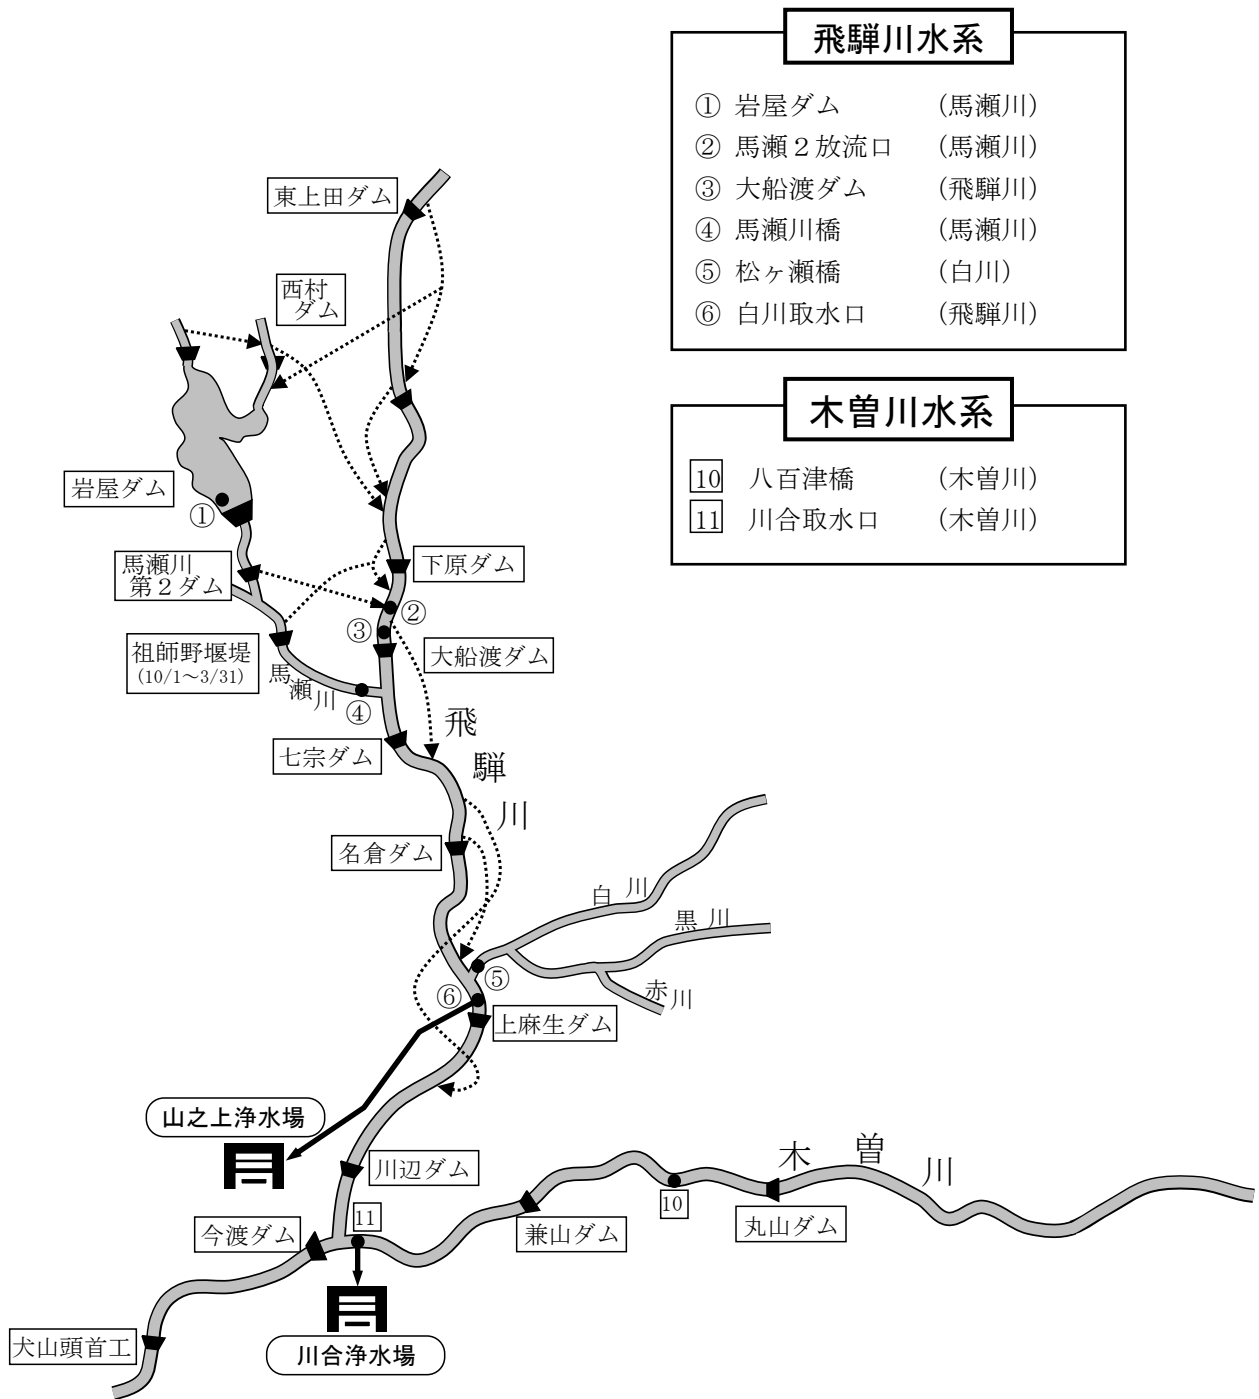 飛騨川水系
① 岩屋ダム (馬瀬川)
② 馬瀬2放流口 (馬瀬川)
③ 大船渡ダム (飛騨川)
④ 馬瀬川橋 (馬瀬川)
⑤ 松ヶ瀬橋 (白川)
⑥ 白川取水口 (飛騨川)
木曽川水系
10 八百津橋 (木曽川)
11 川合取水口 (木曽川)
東上田ダム
西村
ダム
岩屋ダム
①
馬瀬川
第2ダム
下原ダム
②
③
祖師野堰堤
(10/1～3/31)
大船渡ダム
馬瀬川
④
七宗ダム
飛騨川
名倉ダム
白川
黒川
赤川
⑤
⑥
上麻生ダム
山之上浄水場
川辺ダム
木曽川
10
11
今渡ダム
兼山ダム
丸山ダム
犬山頭首工
川合浄水場